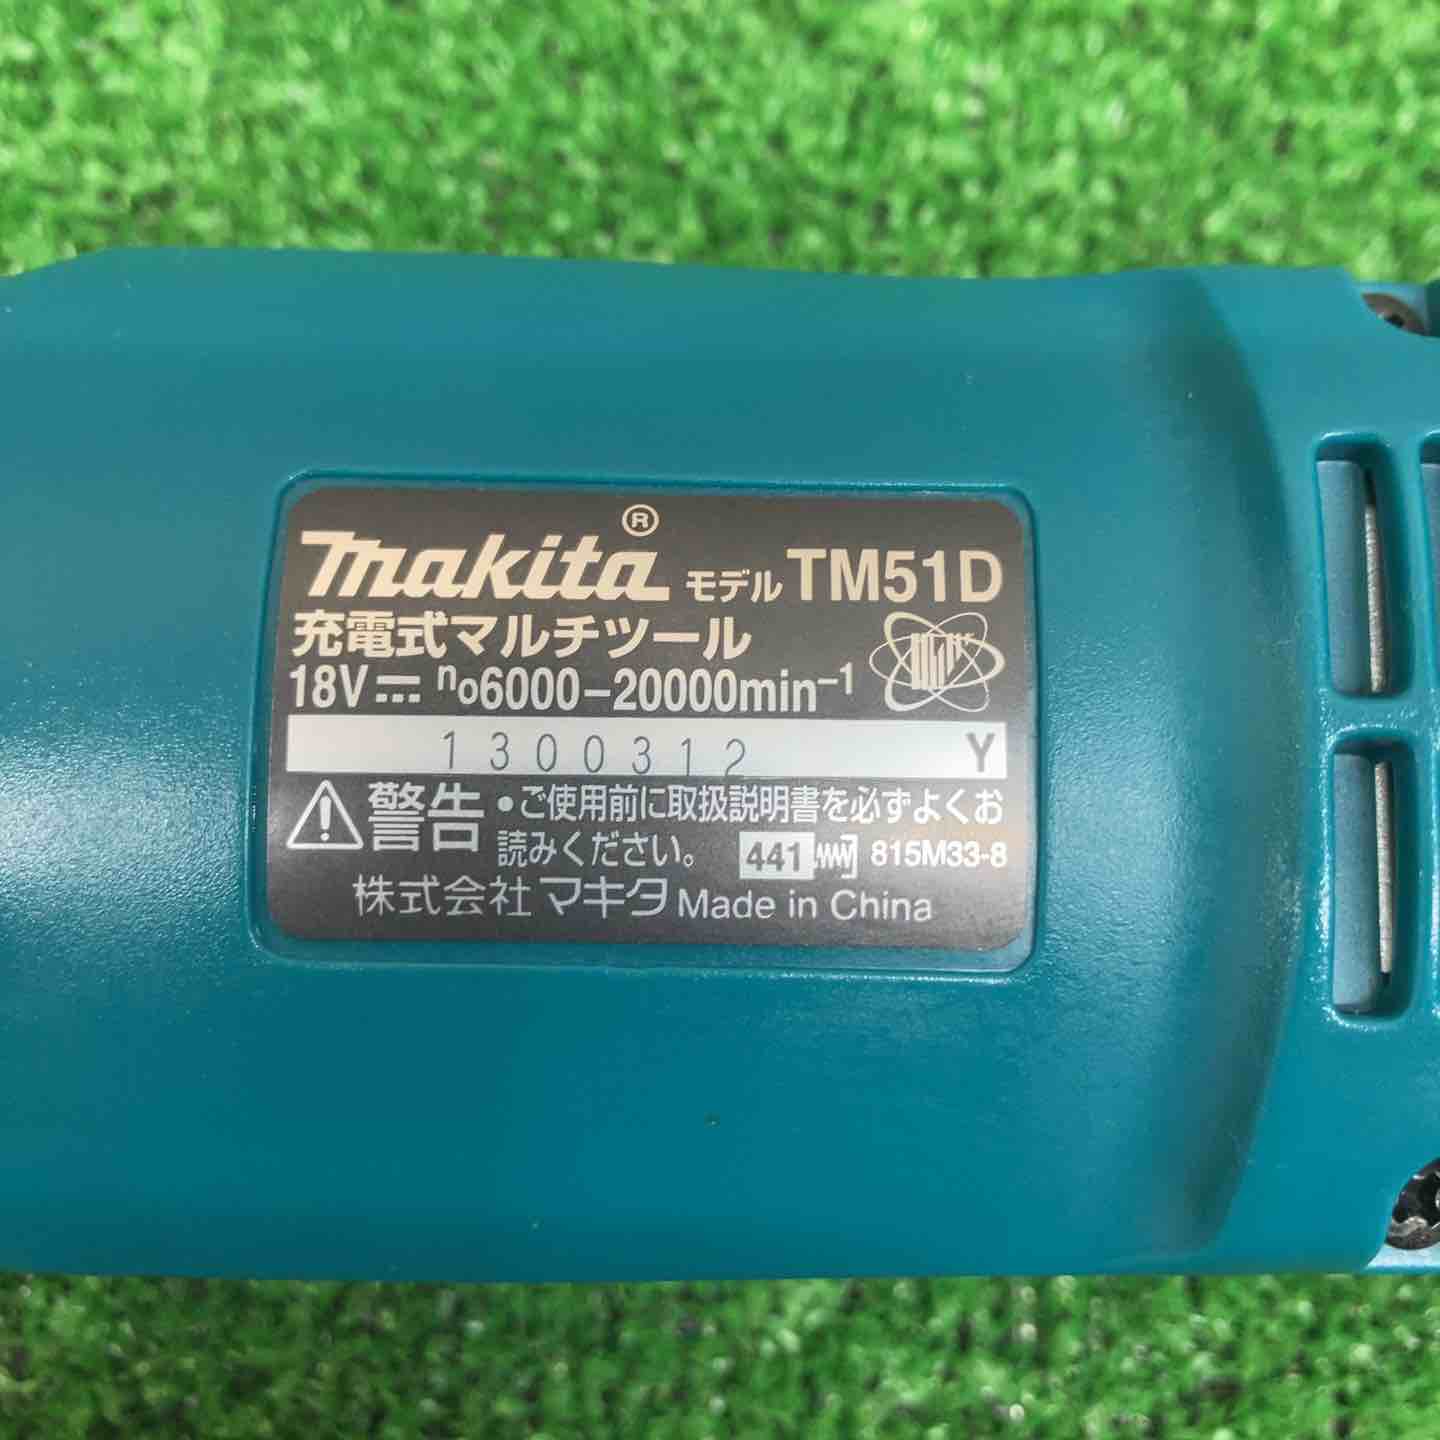 makita® モデル TM51D
充電式マルチツール
18V⎓ n₀6000−20000min⁻¹
1300312 Y
警告 •ご使用前に取扱説明書を必ずよくお
読みください。 441 815M33-8
株式会社マキタ Made in China